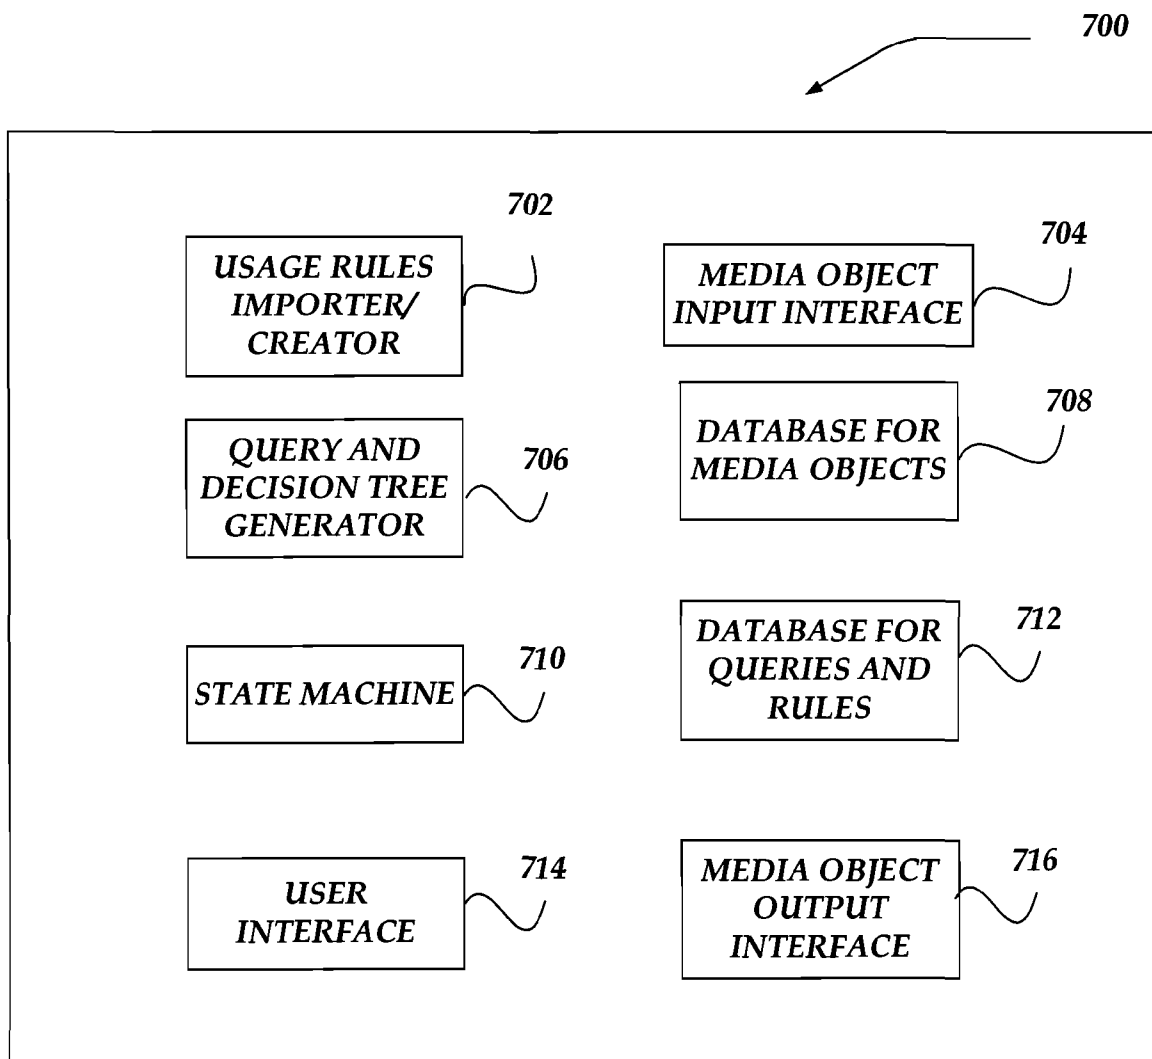 700
702
USAGE RULES
IMPORTER/
CREATOR
704
MEDIA OBJECT
INPUT INTERFACE
706
QUERY AND
DECISION TREE
GENERATOR
708
DATABASE FOR
MEDIA OBJECTS
710
STATE MACHINE
712
DATABASE FOR
QUERIES AND
RULES
714
USER
INTERFACE
716
MEDIA OBJECT
OUTPUT
INTERFACE